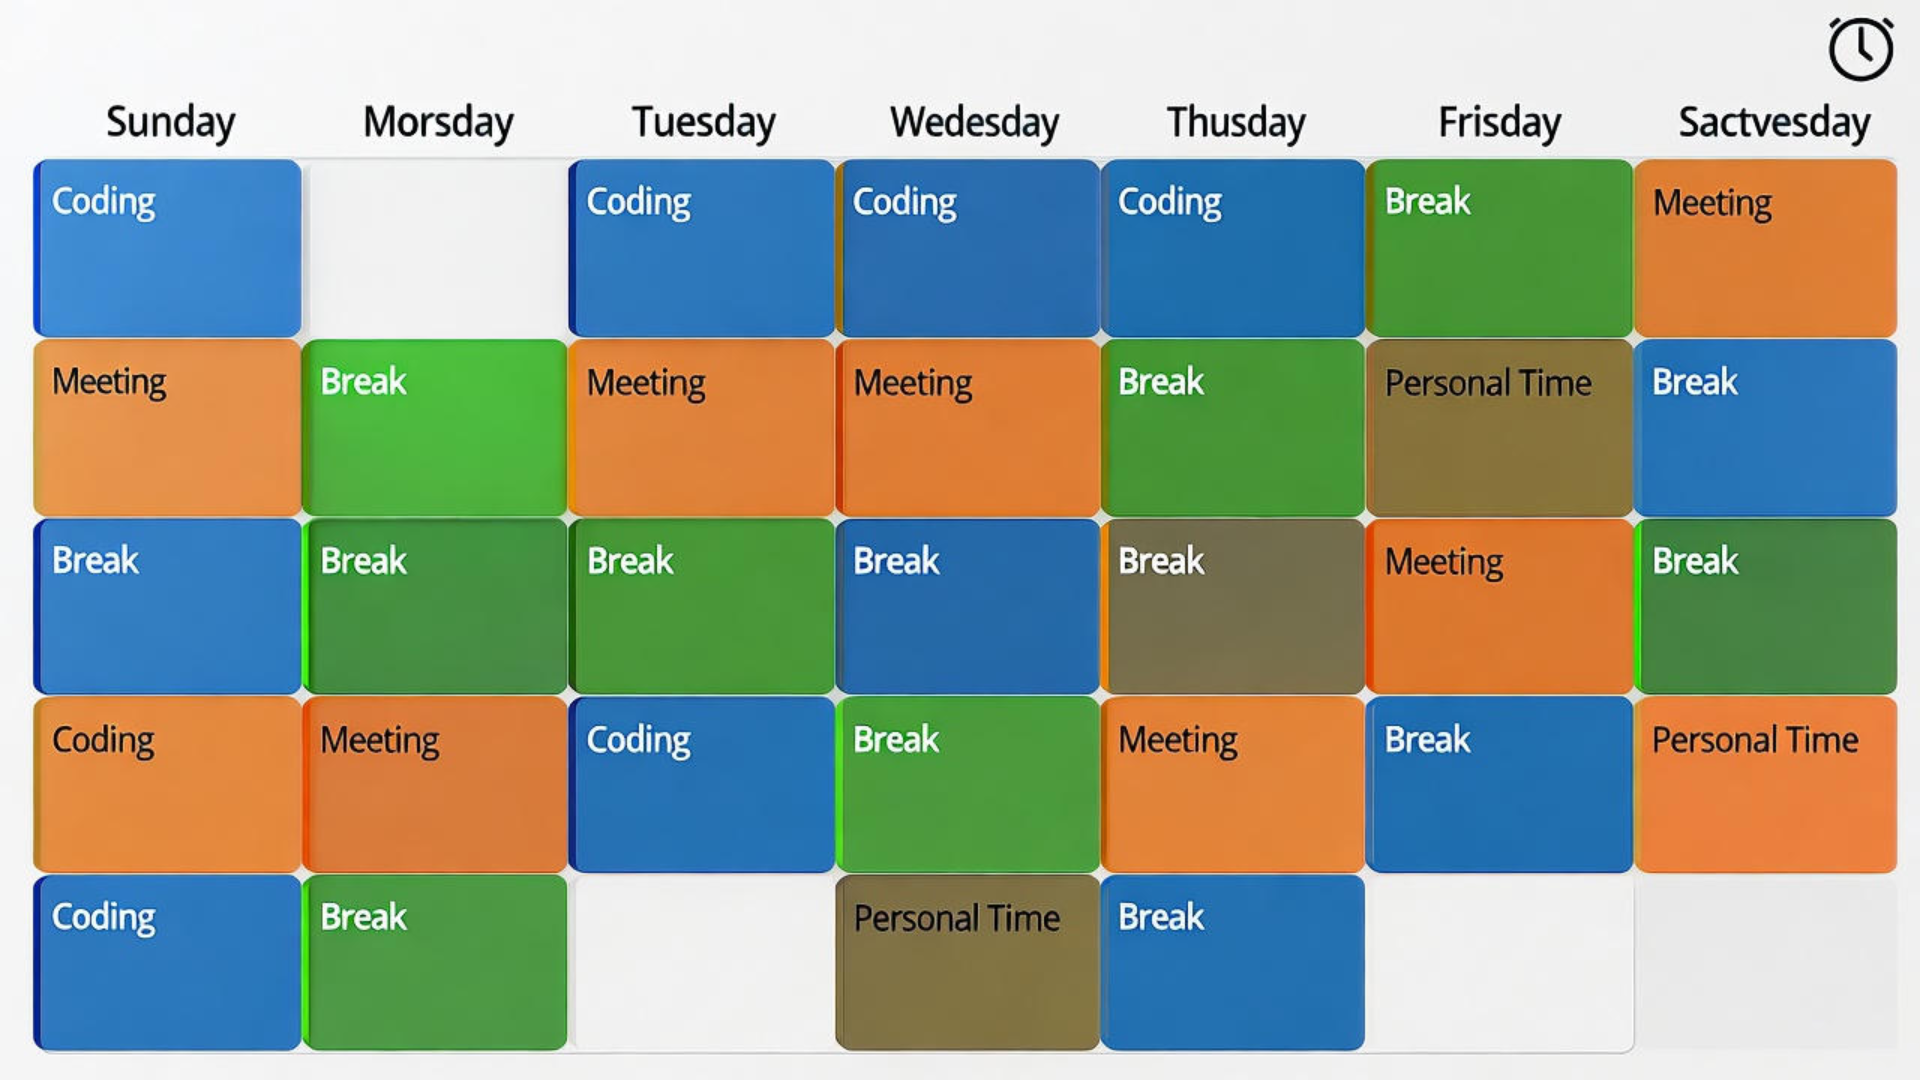 Sunday Morsday Tuesday Wedesday Thusday Frisday Sactvesday
Coding Coding Coding Coding Break Meeting
Meeting Break Meeting Meeting Break Personal Time Break
Break Break Break Break Break Meeting Break
Coding Meeting Coding Break Meeting Break Personal Time
Coding Break Personal Time Break